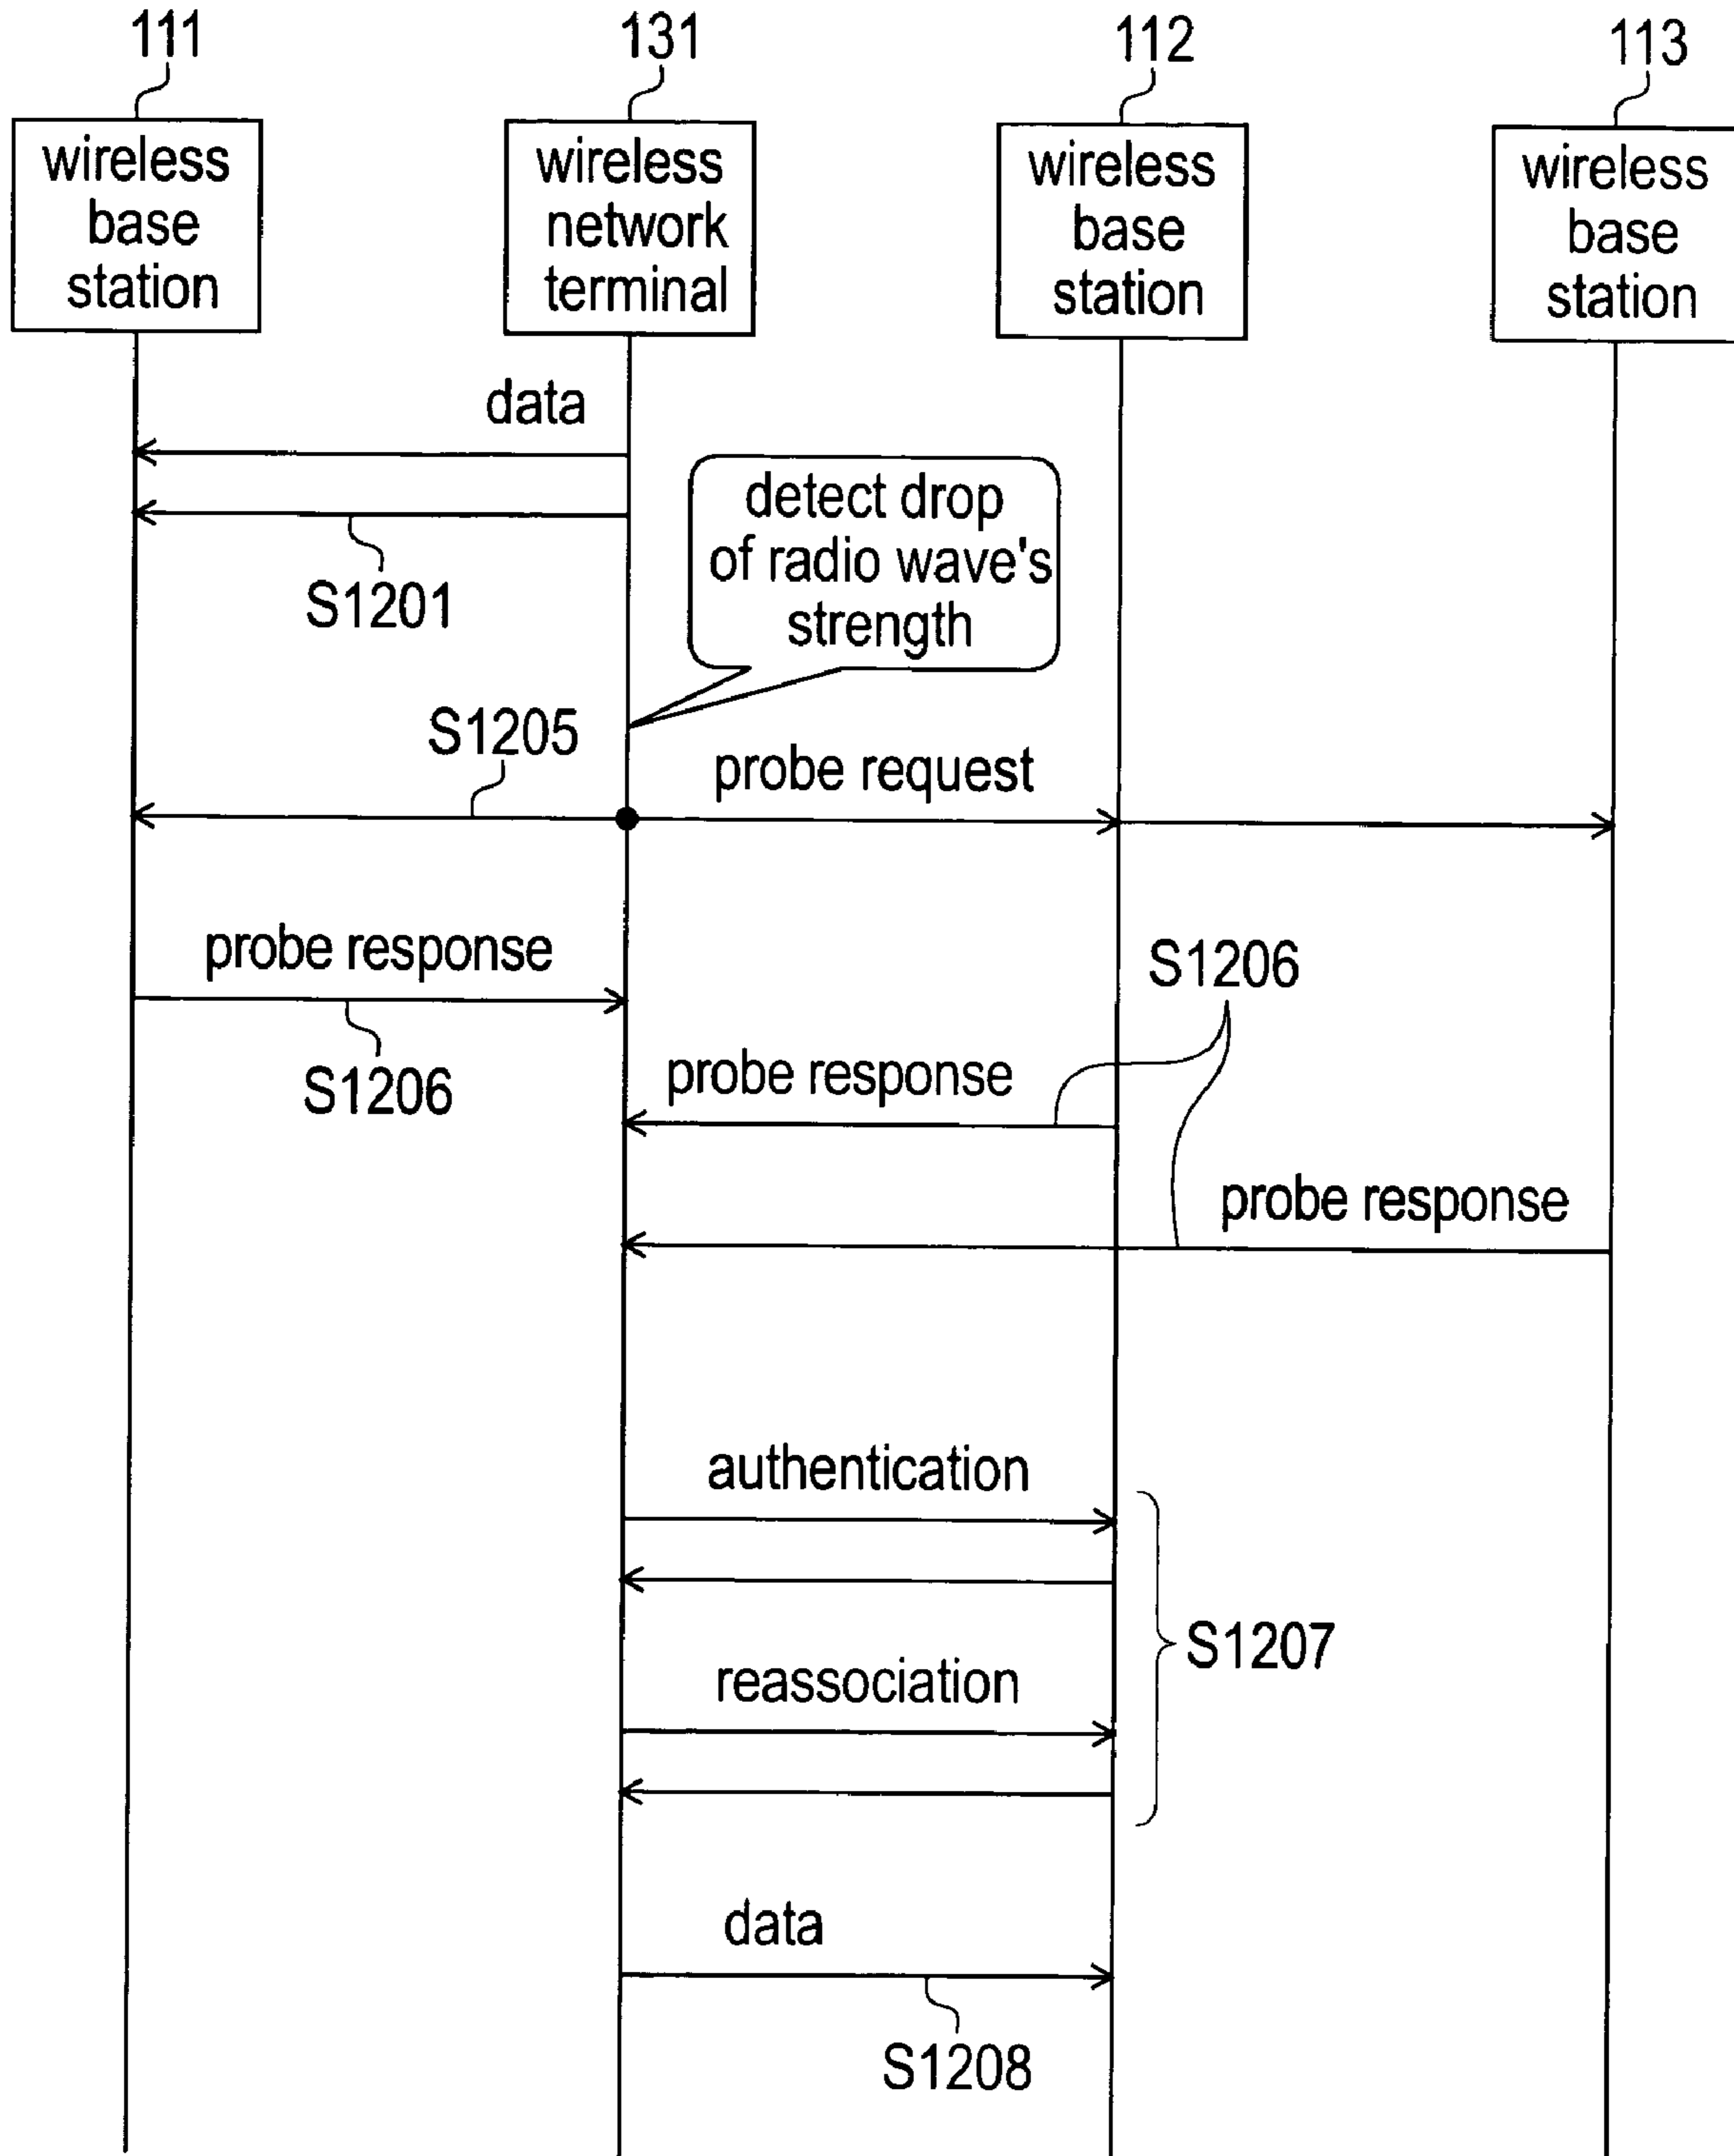 111
131
112
113
wireless
base
station
wireless
network
terminal
wireless
base
station
wireless
base
station
data
S1201
detect drop
of radio wave's
strength
S1205
probe request
probe response
S1206
S1206
probe response
probe response
authentication
reassociation
S1207
data
S1208